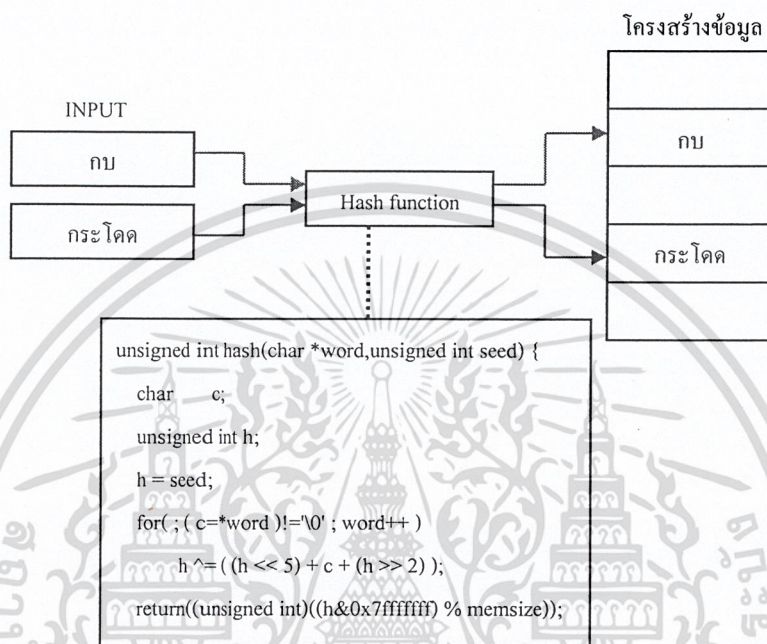 โครงสร้างข้อมูล
INPUT
กบ
กบ
Hash function
กระโดด
กระโดด
unsigned int hash(char *word,unsigned int seed) {
char c;
unsigned int h;
h = seed;
for( ; ( c=*word )!='\0' ; word++ )
h ^= ( (h << 5) + c + (h >> 2) );
return((unsigned int)((h&0x7fffffff) % memsize));